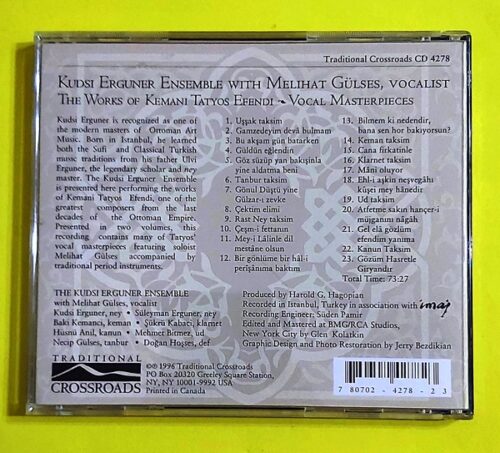 Traditional Crossroads CD 4278
KUDSI ERGUNER ENSEMBLE WITH MELIHAT GÜLSES, VOCALIST
THE WORKS OF KEMANI TATYOS EFENDI ~ VOCAL MASTERPIECES
Kudsi Erguner is recognized as one of
the modern masters of Ottoman Art
Music. Born in Istanbul, he learned
both the Sufi and Classical Turkish
music traditions from his father Ulvi
Erguner, the legendary scholar and ney
master. The Kudsi Erguner Ensemble
is presented here performing the works
of Kemani Tatyos Efendi, one of the
greatest composers from the last
decades of the Ottoman Empire.
Presented in two volumes, this
recording contains many of Tatyos'
vocal masterpieces featuring soloist
Melihat Gülses accompanied by
traditional period instruments.
1. Uşşak taksim
2. Gamzedeyim deva bulmam
3. Bu akşam gün batarken
4. Güldün eğlendin
5. Göz süzüp yan bakışınla
yine aldatma beni
6. Tanbur taksim
7. Gönul Düştü yine
Gülzar-ı zevke
8. Çektim elimi
9. Rast Ney taksim
10. Çeşm-i fettanın
11. Mey-i Lâlinle dil
mestâne olsun
12. Bir gönlüme bir hâl-i
perişânıma baktım
13. Bilmem ki nedendir,
bana sen hor bakıyorsun?
14. Keman taksim
15. Cana firkatinle
16. Klarnet taksim
17. Mâni oluyor
18. Ehl-i aşkın neşvegâhı
kûşei mey hânedir
19. Ud taksim
20. Atfetme sakın hançer-i
müjganını nâgâh
21. Gel elâ gözlüm
efendim yanıma
22. Kanun Taksim
23. Gözüm Hasretle
Giryandır
Total Time: 73:27
THE KUDSI ERGUNER ENSEMBLE
with Melihat Gülses, vocalist
Kudsi Erguner, ney • Süleyman Erguner, ney
Baki Kemancı, keman • Şükrü Kabacı, klarnet
Hüsnü Anıl, kanun • Mehmet Bitmez, ud
Necip Gülses, tanbur • Doğan Hoşses, def
Produced by Harold G. Hagopian
Recorded in Istanbul, Turkey in association with imaj
Recording Engineer: Süden Pamir
Edited and Mastered at BMG/RCA Studios,
New York City by Glen Kolatkin
Graphic Design and Photo Restoration by Jerry Bezdikian
TRADITIONAL
CROSSROADS
©℗ 1996 Traditional Crossroads
PO Box 20320 Greeley Square Station,
NY, NY 10001-9992 USA
Printed in Canada
7 80702 - 4278 - 2 3